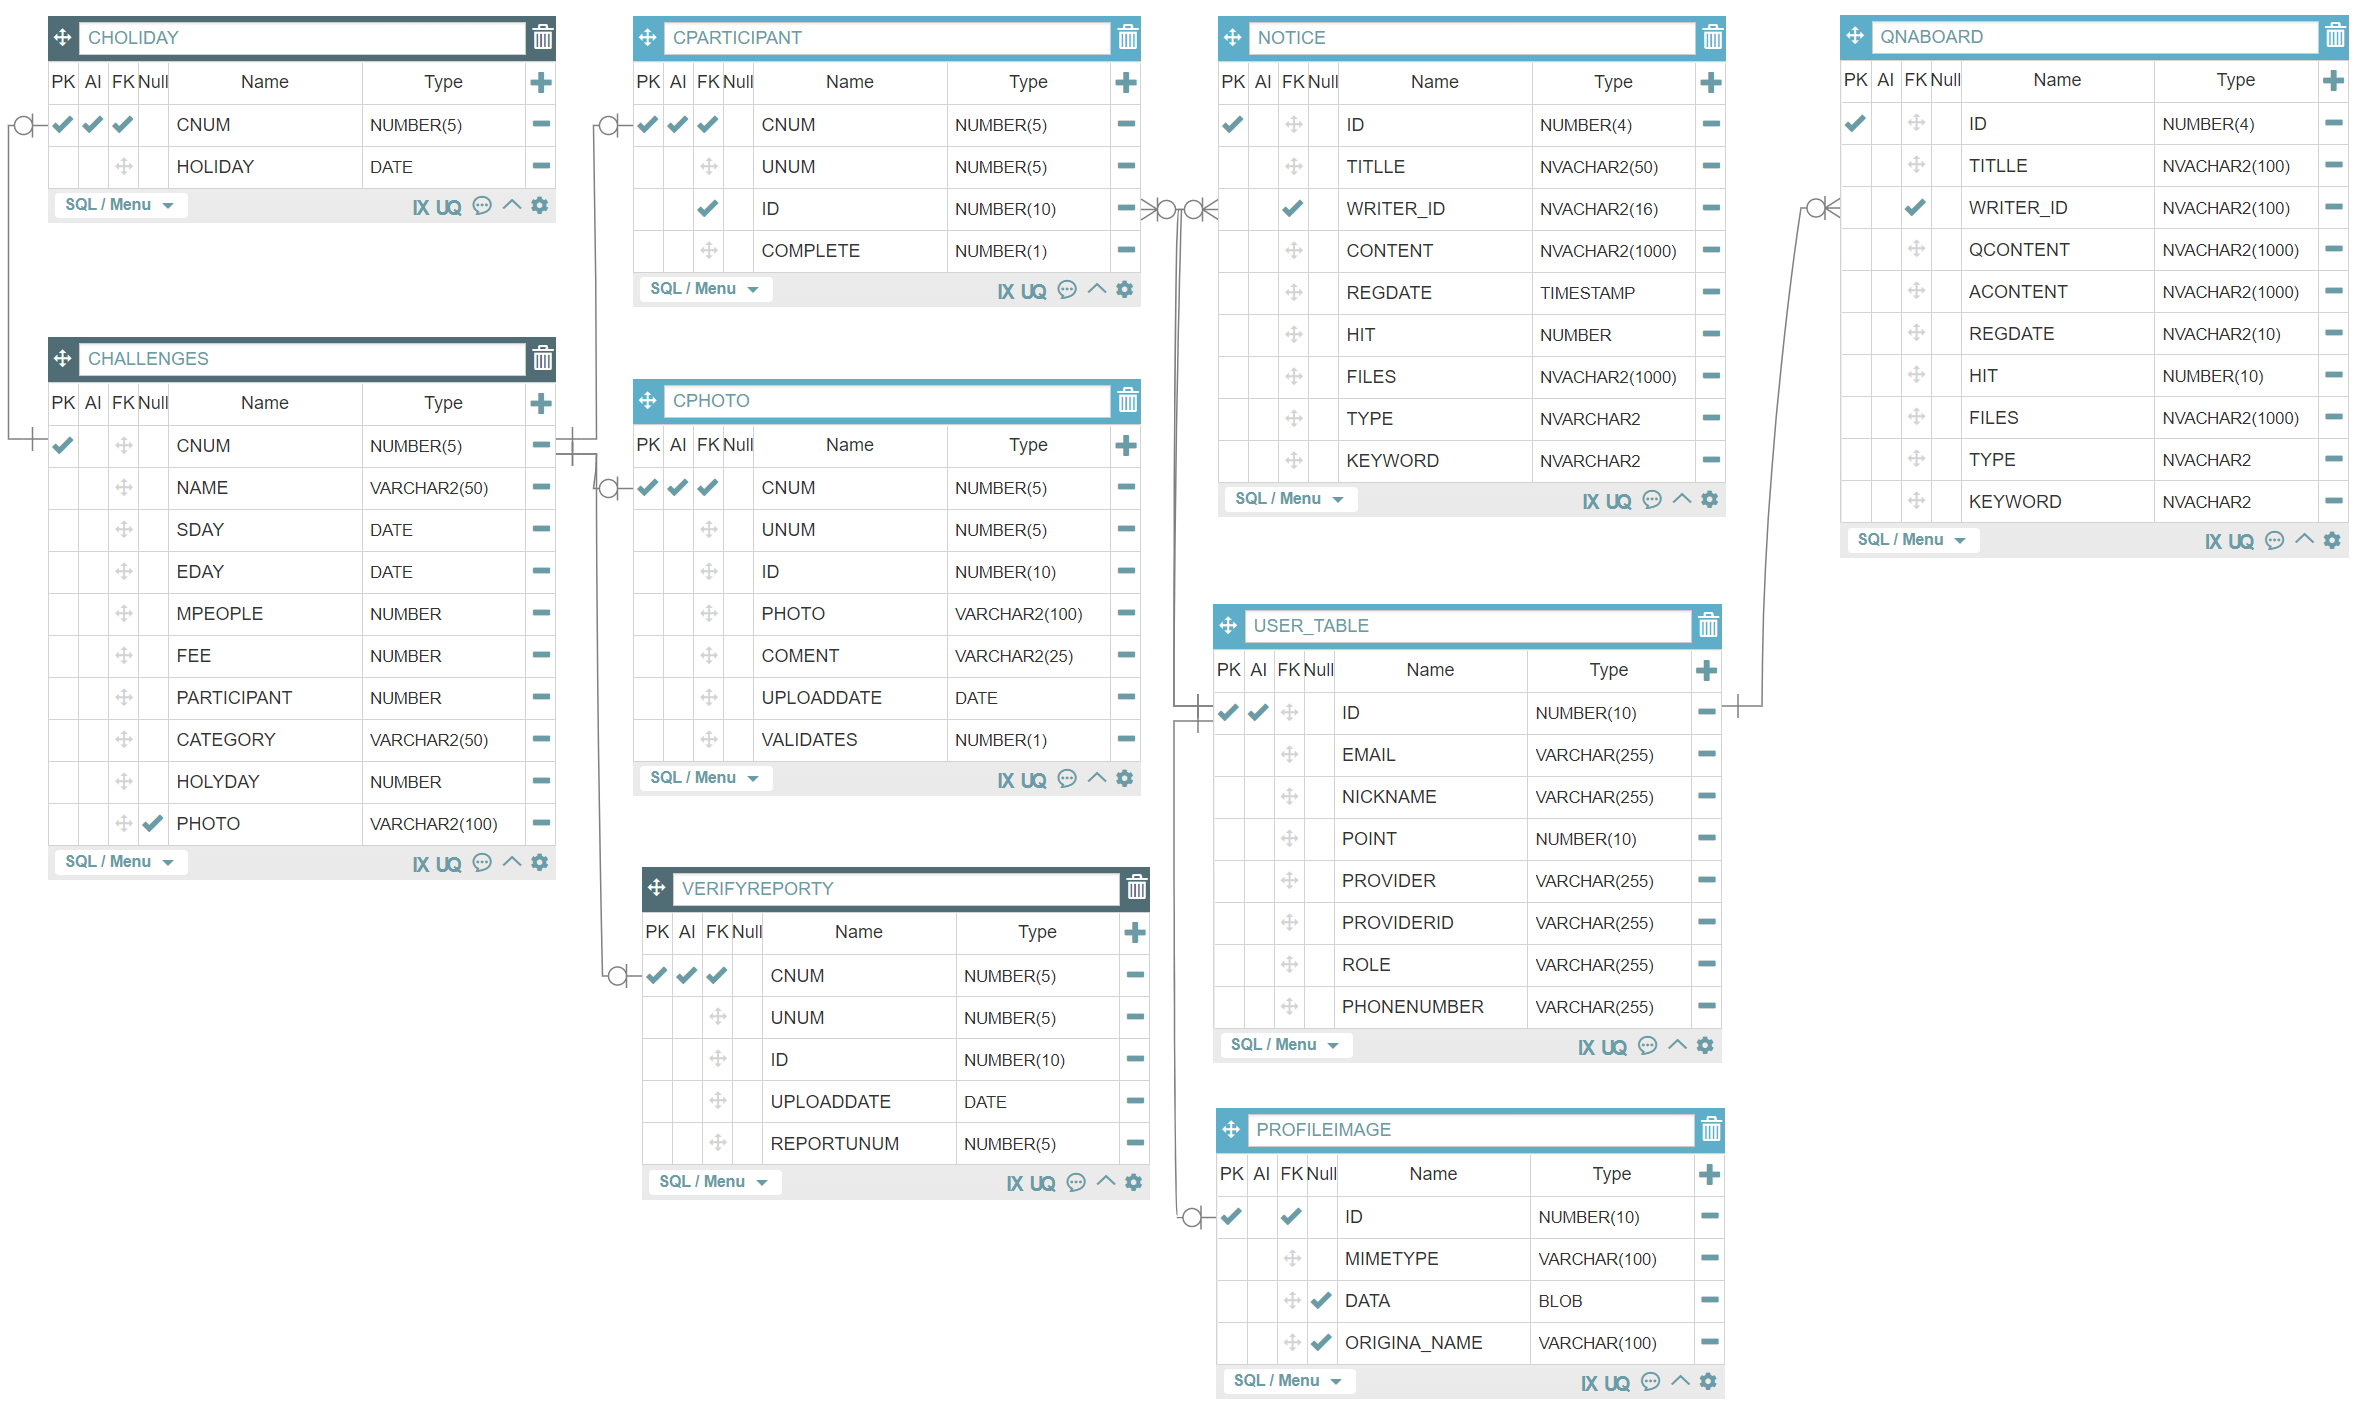 CHOLIDAY
PK AI FK Null Name Type
CNUM NUMBER(5)
HOLIDAY DATE
SQL / Menu IX UQ
CHALLENGES
PK AI FK Null Name Type
CNUM NUMBER(5)
NAME VARCHAR2(50)
SDAY DATE
EDAY DATE
MPEOPLE NUMBER
FEE NUMBER
PARTICIPANT NUMBER
CATEGORY VARCHAR2(50)
HOLYDAY NUMBER
PHOTO VARCHAR2(100)
SQL / Menu IX UQ
CPARTICIPANT
PK AI FK Null Name Type
CNUM NUMBER(5)
UNUM NUMBER(5)
ID NUMBER(10)
COMPLETE NUMBER(1)
SQL / Menu IX UQ
CPHOTO
PK AI FK Null Name Type
CNUM NUMBER(5)
UNUM NUMBER(5)
ID NUMBER(10)
PHOTO VARCHAR2(100)
COMENT VARCHAR2(25)
UPLOADDATE DATE
VALIDATES NUMBER(1)
SQL / Menu IX UQ
VERIFYREPORTY
PK AI FK Null Name Type
CNUM NUMBER(5)
UNUM NUMBER(5)
ID NUMBER(10)
UPLOADDATE DATE
REPORTUNUM NUMBER(5)
SQL / Menu IX UQ
NOTICE
PK AI FK Null Name Type
ID NUMBER(4)
TITLLE NVACHAR2(50)
WRITER_ID NVACHAR2(16)
CONTENT NVACHAR2(1000)
REGDATE TIMESTAMP
HIT NUMBER
FILES NVACHAR2(1000)
TYPE NVARCHAR2
KEYWORD NVARCHAR2
SQL / Menu IX UQ
USER_TABLE
PK AI FK Null Name Type
ID NUMBER(10)
EMAIL VARCHAR(255)
NICKNAME VARCHAR(255)
POINT NUMBER(10)
PROVIDER VARCHAR(255)
PROVIDERID VARCHAR(255)
ROLE VARCHAR(255)
PHONENUMBER VARCHAR(255)
SQL / Menu IX UQ
PROFILEIMAGE
PK AI FK Null Name Type
ID NUMBER(10)
MIMETYPE VARCHAR(100)
DATA BLOB
ORIGINA_NAME VARCHAR(100)
SQL / Menu IX UQ
QNABOARD
PK AI FK Null Name Type
ID NUMBER(4)
TITLLE NVACHAR2(100)
WRITER_ID NVACHAR2(100)
QCONTENT NVACHAR2(1000)
ACONTENT NVACHAR2(1000)
REGDATE NVACHAR2(10)
HIT NUMBER(10)
FILES NVACHAR2(1000)
TYPE NVACHAR2
KEYWORD NVACHAR2
SQL / Menu IX UQ